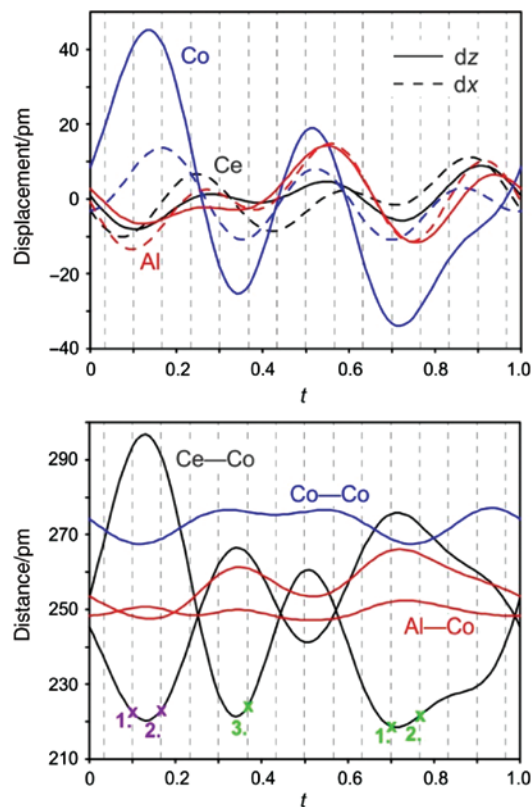 40
20
0
−20
−40
Displacement/pm
Co
Ce
Al
dz
dx
0 0.2 0.4 0.6 0.8 1.0
t
290
270
250
230
210
Distance/pm
Ce—Co
Co—Co
Al—Co
1. 2. 3. 1. 2.
0 0.2 0.4 0.6 0.8 1.0
t